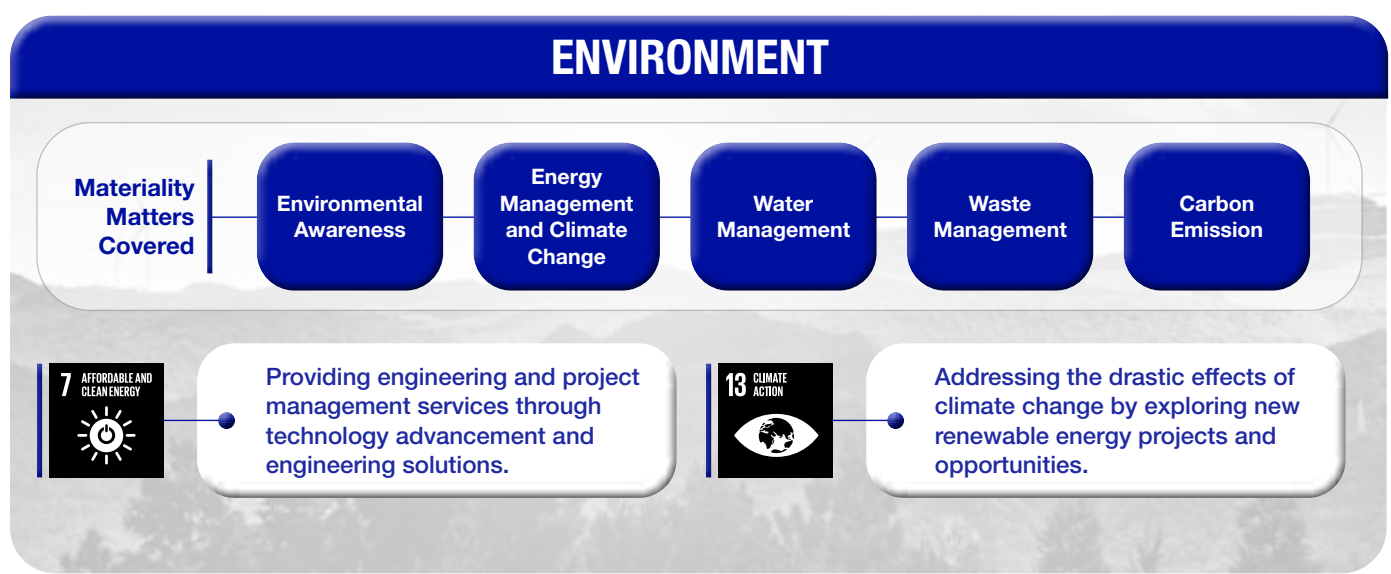 ENVIRONMENT
Materiality
Matters
Covered
Environmental
Awareness
Energy
Management
and Climate
Change
Water
Management
Waste
Management
Carbon
Emission
7 AFFORDABLE AND
CLEAN ENERGY
Providing engineering and project
management services through
technology advancement and
engineering solutions.
13 CLIMATE
ACTION
Addressing the drastic effects of
climate change by exploring new
renewable energy projects and
opportunities.